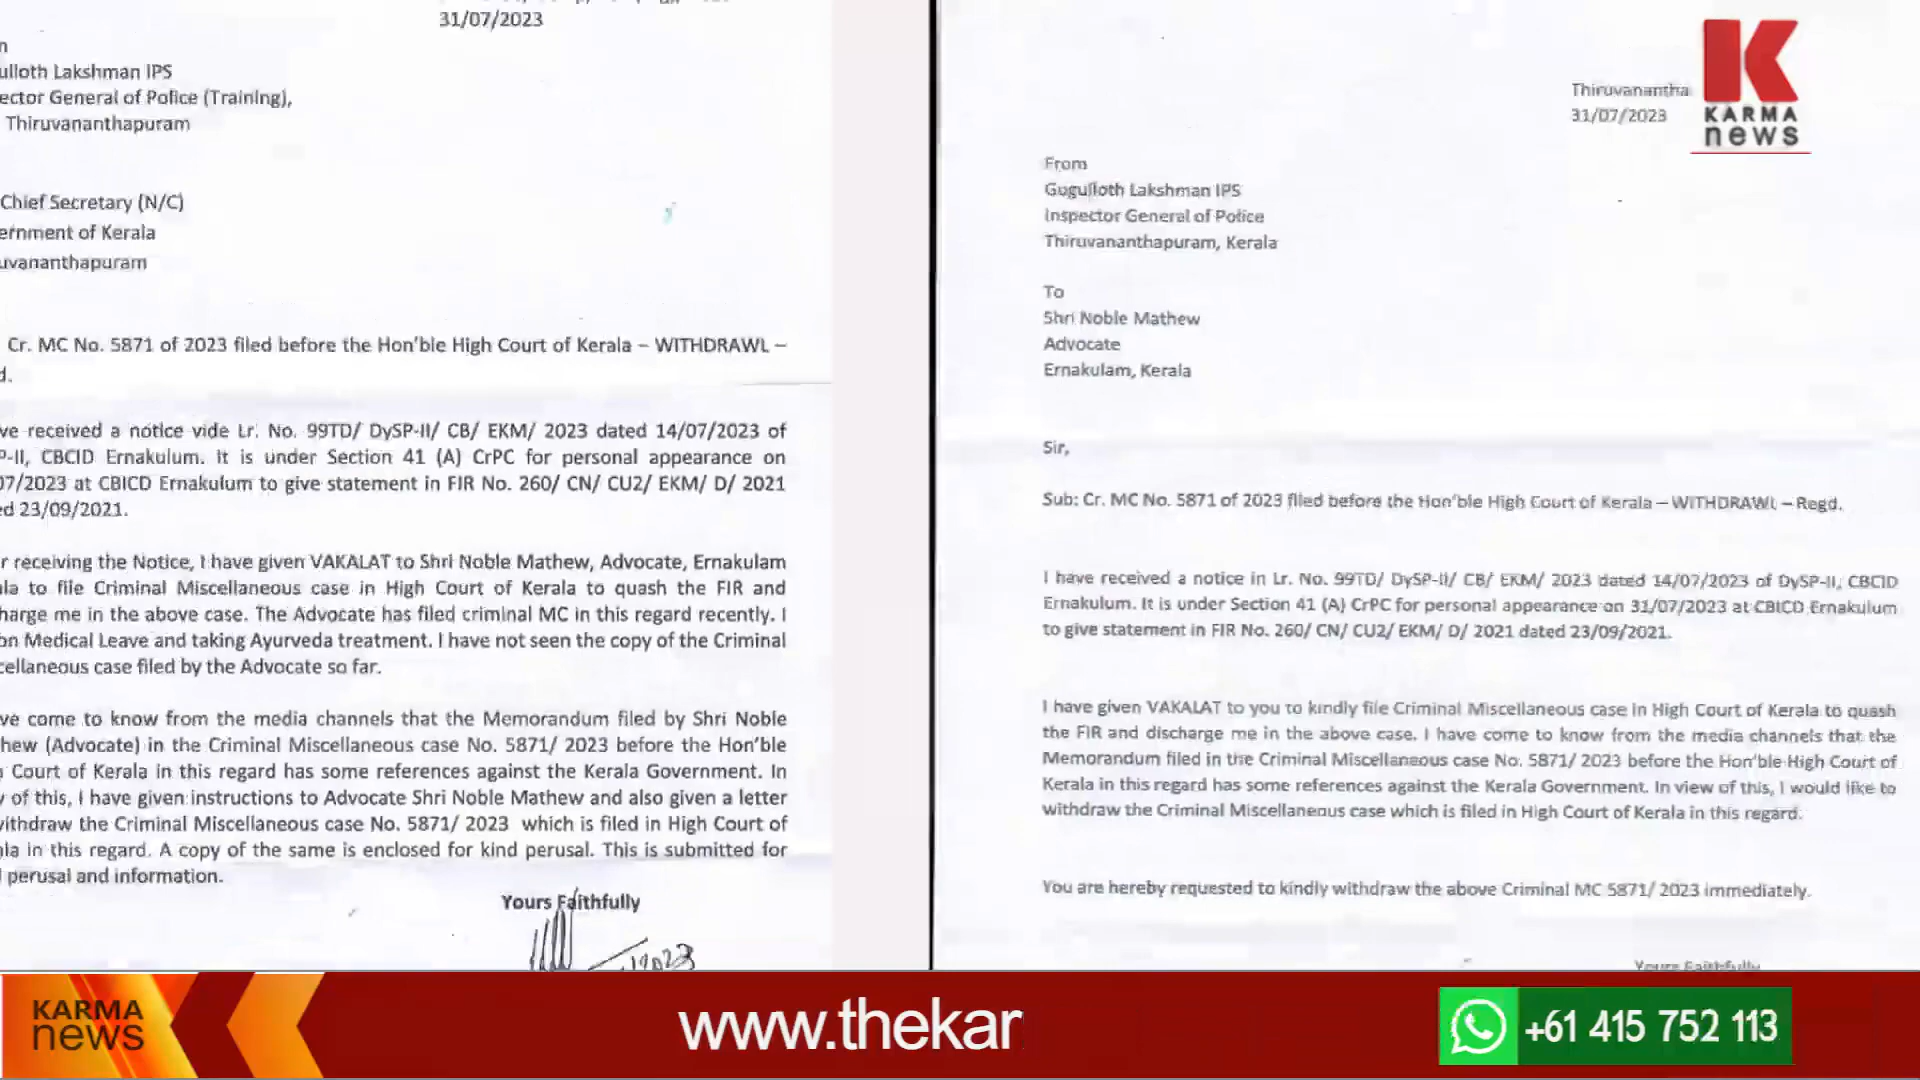 31/07/2023
n
ulloth Lakshman IPS
ector General of Police (Training),
Thiruvananthapuram
Chief Secretary (N/C)
ernment of Kerala
uvananthapuram
Cr. MC No. 5871 of 2023 filed before the Hon'ble High Court of Kerala – WITHDRAWL –
d.
ve received a notice vide Lr. No. 99TD/ DySP-II/ CB/ EKM/ 2023 dated 14/07/2023 of
P-II, CBCID Ernakulum. It is under Section 41 (A) CrPC for personal appearance on
07/2023 at CBICD Ernakulum to give statement in FIR No. 260/ CN/ CU2/ EKM/ D/ 2021
ed 23/09/2021.
r receiving the Notice, I have given VAKALAT to Shri Noble Mathew, Advocate, Ernakulam
ala to file Criminal Miscellaneous case in High Court of Kerala to quash the FIR and
harge me in the above case. The Advocate has filed criminal MC in this regard recently. I
on Medical Leave and taking Ayurveda treatment. I have not seen the copy of the Criminal
cellaneous case filed by the Advocate so far.
ve come to know from the media channels that the Memorandum filed by Shri Noble
hew (Advocate) in the Criminal Miscellaneous case No. 5871/ 2023 before the Hon'ble
Court of Kerala in this regard has some references against the Kerala Government. In
y of this, I have given instructions to Advocate Shri Noble Mathew and also given a letter
withdraw the Criminal Miscellaneous case No. 5871/ 2023 which is filed in High Court of
ala in this regard. A copy of the same is enclosed for kind perusal. This is submitted for
perusal and information.
Yours Faithfully
Thiruvanantha
31/07/2023
KARMA
news
From
Gugulloth Lakshman IPS
Inspector General of Police
Thiruvananthapuram, Kerala
To
Shri Noble Mathew
Advocate
Ernakulam, Kerala
Sir,
Sub: Cr. MC No. 5871 of 2023 filed before the Hon'ble High Court of Kerala – WITHDRAWL – Regd.
I have received a notice in Lr. No. 99TD/ DySP-II/ CB/ EKM/ 2023 dated 14/07/2023 of DySP-II, CBCID
Ernakulum. It is under Section 41 (A) CrPC for personal appearance on 31/07/2023 at CBICD Ernakulum
to give statement in FIR No. 260/ CN/ CU2/ EKM/ D/ 2021 dated 23/09/2021.
I have given VAKALAT to you to kindly file Criminal Miscellaneous case in High Court of Kerala to quash
the FIR and discharge me in the above case. I have come to know from the media channels that the
Memorandum filed in the Criminal Miscellaneous case No. 5871/ 2023 before the Hon'ble High Court of
Kerala in this regard has some references against the Kerala Government. In view of this, I would like to
withdraw the Criminal Miscellaneous case which is filed in High Court of Kerala in this regard.
You are hereby requested to kindly withdraw the above Criminal MC 5871/ 2023 immediately.
Yours Faithfully
KARMA
news
www.thekar
+61 415 752 113